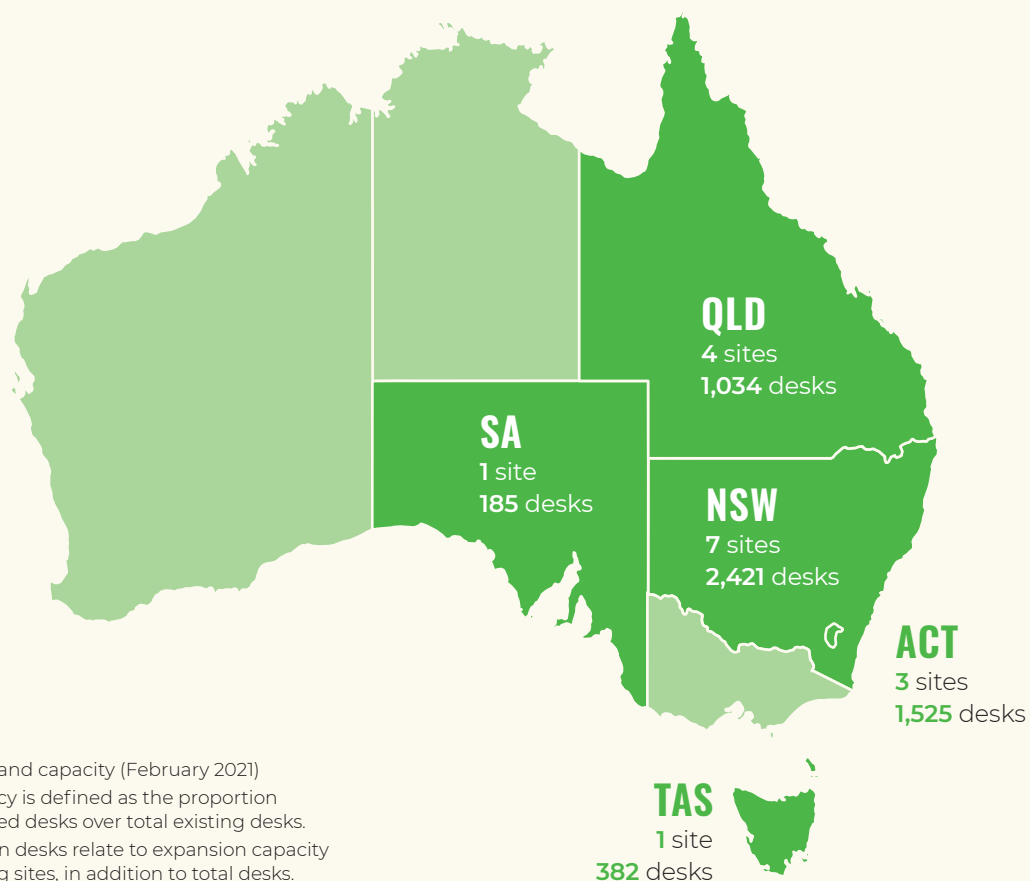 QLD
4 sites
1,034 desks
SA
1 site
185 desks
NSW
7 sites
2,421 desks
ACT
3 sites
1,525 desks
and capacity (February 2021)
is defined as the proportion
desks over total existing desks.
desks relate to expansion capacity
sites, in addition to total desks.
TAS
1 site
382 desks